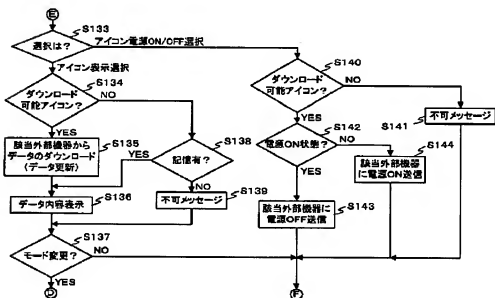 E
S133
選択は?
アイコン電源ON/OFF選択
アイコン表示選択
S134
ダウンロード
可能アイコン?
NO
YES
S135
該当外部機器から
データのダウンロード
(データ更新)
S138
記憶有?
YES
NO
S136
データ内容表示
S139
不可メッセージ
S137
モード変更?
NO
YES
D
S140
ダウンロード
可能アイコン?
NO
YES
S141
不可メッセージ
S142
電源ON状態?
NO
YES
S144
該当外部機器
に電源ON送信
S143
該当外部機器に
電源OFF送信
F